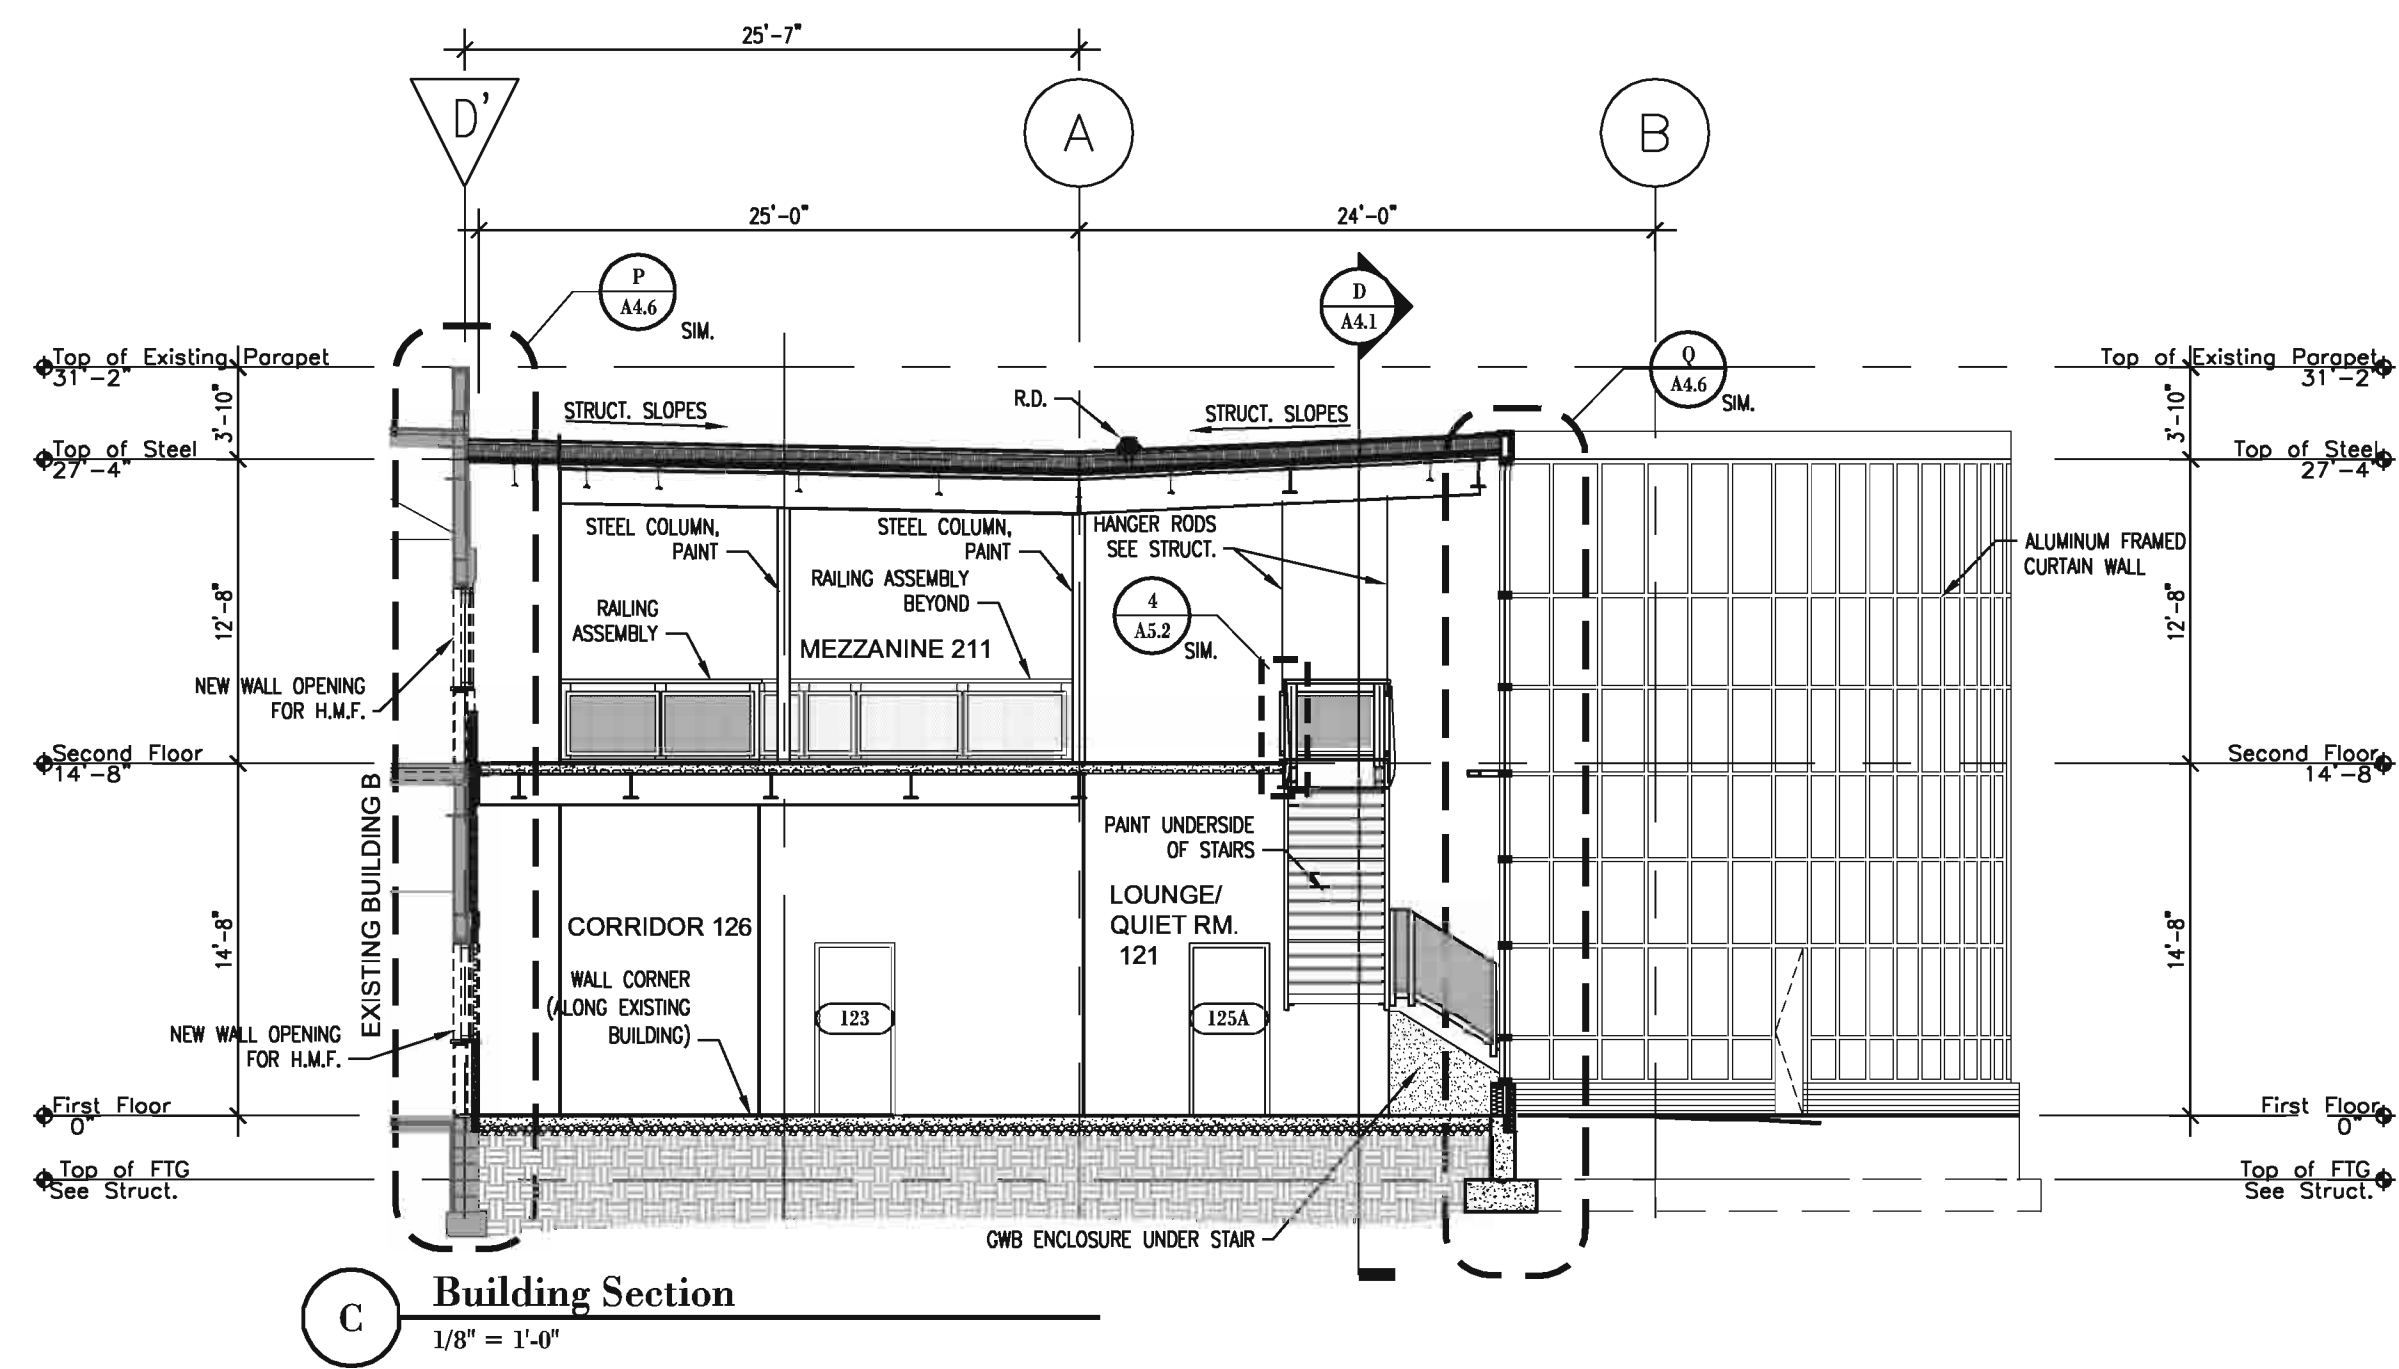 25'-7"
D'
A
B
25'-0"
24'-0"
P
A4.6
SIM.
D
A4.1
Q
A4.6
SIM.
Top of Existing Parapet
31'-2"
Top of Existing Parapet
31'-2"
3'-10"
3'-10"
STRUCT. SLOPES
R.D.
STRUCT. SLOPES
Top of Steel
27'-4"
Top of Steel
27'-4"
STEEL COLUMN,
PAINT
STEEL COLUMN,
PAINT
HANGER RODS
SEE STRUCT.
ALUMINUM FRAMED
CURTAIN WALL
RAILING ASSEMBLY
BEYOND
RAILING
ASSEMBLY
4
A5.2
SIM.
12'-8"
12'-8"
MEZZANINE 211
NEW WALL OPENING
FOR H.M.F.
Second Floor
14'-8"
Second Floor
14'-8"
EXISTING BUILDING B
PAINT UNDERSIDE
OF STAIRS
LOUNGE/
QUIET RM.
121
CORRIDOR 126
14'-8"
14'-8"
WALL CORNER
(ALONG EXISTING
BUILDING)
123
125A
NEW WALL OPENING
FOR H.M.F.
First Floor
0"
First Floor
0"
Top of FTG
See Struct.
Top of FTG
See Struct.
GWB ENCLOSURE UNDER STAIR
C
Building Section
1/8" = 1'-0"